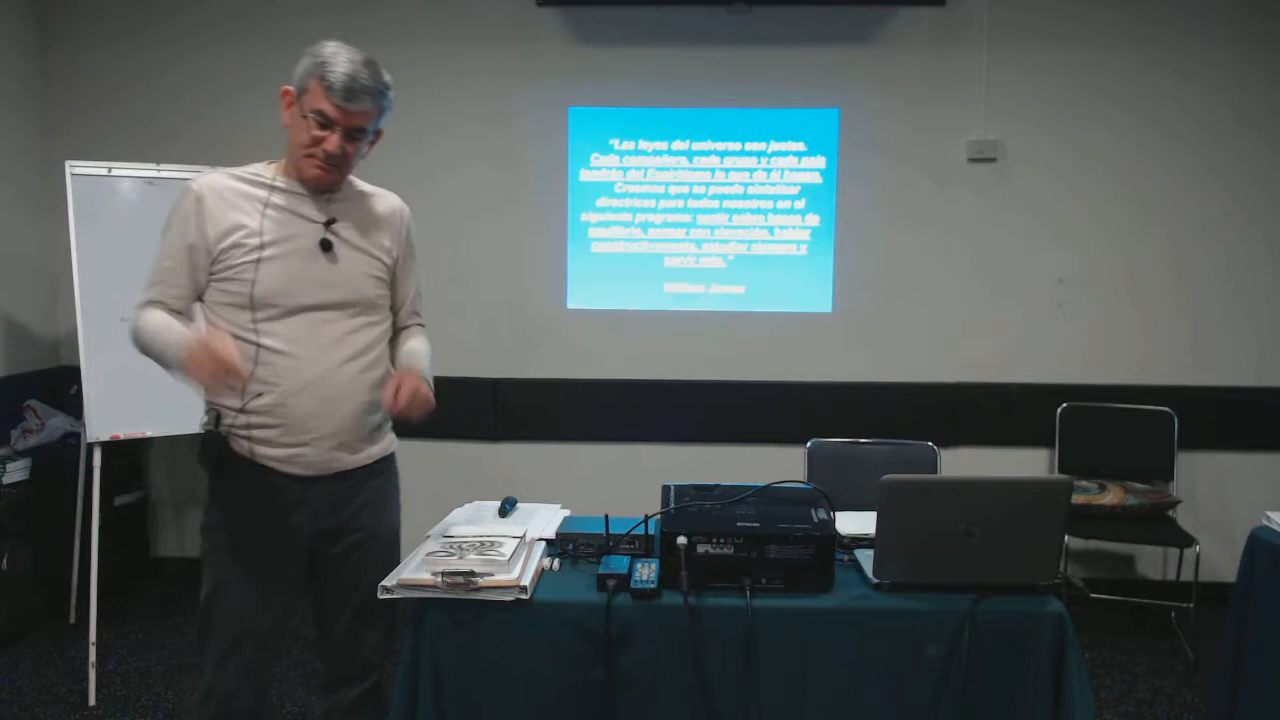 "Las leyes del universo son justas.
Cada compañero, cada grupo y cada país
tendrán del Espiritismo lo que de él hagan.
Creemos que se puede sintetizar
directrices para todos nosotros en el
siguiente programa: sentir sobre bases de
equilibrio, pensar con elevación, hablar
constructivamente, estudiar siempre y
servir más."
William James
EPSON